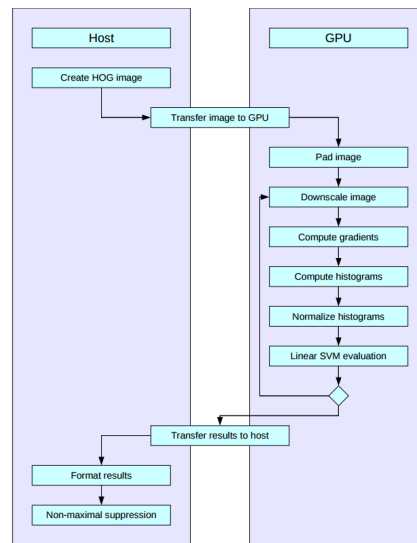 Host
GPU
Create HOG image
Transfer image to GPU
Pad image
Downscale image
Compute gradients
Compute histograms
Normalize histograms
Linear SVM evaluation
Transfer results to host
Format results
Non-maximal suppression